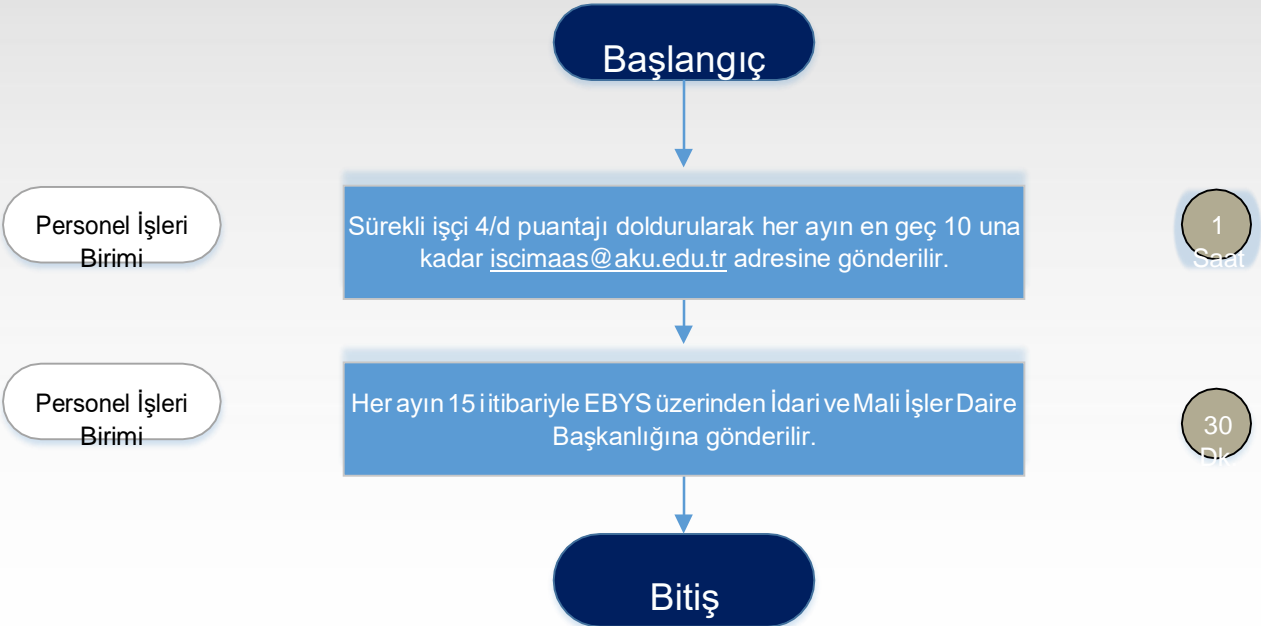 Başlangıç
Personel İşleri
Birimi
Sürekli işçi 4/d puantajı doldurularak her ayın en geç 10 una
kadar iscimaas@aku.edu.tr adresine gönderilir.
1
Saat
Personel İşleri
Birimi
Her ayın 15 i itibariyle EBYS üzerinden İdari ve Mali İşler Daire
Başkanlığına gönderilir.
30
Dk
Bitiş